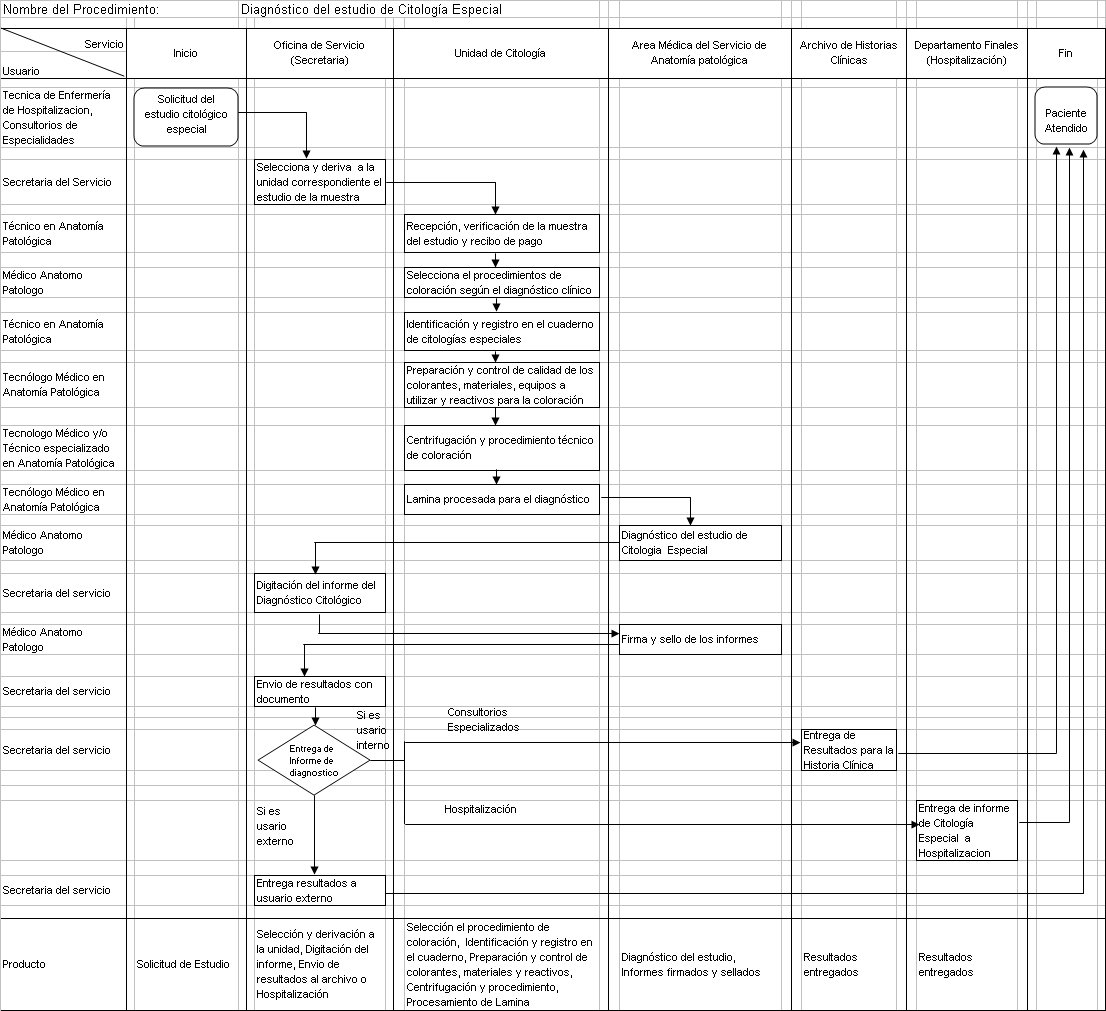 Nombre del Procedimiento:
Diagnóstico del estudio de Citología Especial
Servicio
Usuario
Inicio
Oficina de Servicio
(Secretaria)
Unidad de Citología
Area Médica del Servicio de
Anatomía patológica
Archivo de Historias
Clínicas
Departamento Finales
(Hospitalización)
Fin
Tecnica de Enfermería
de Hospitalizacion,
Consultorios de
Especialidades
Solicitud del
estudio citológico
especial
Paciente
Atendido
Secretaria del Servicio
Selecciona y deriva a la
unidad correspondiente el
estudio de la muestra
Técnico en Anatomía
Patológica
Recepción, verificación de la muestra
del estudio y recibo de pago
Médico Anatomo
Patologo
Selecciona el procedimientos de
coloración según el diagnóstico clínico
Técnico en Anatomía
Patológica
Identificación y registro en el cuaderno
de citologías especiales
Tecnólogo Médico en
Anatomía Patológica
Preparación y control de calidad de los
colorantes, materiales, equipos a
utilizar y reactivos para la coloración
Tecnologo Médico y/o
Técnico especializado
en Anatomía Patológica
Centrifugación y procedimiento técnico
de coloración
Tecnólogo Médico en
Anatomía Patológica
Lamina procesada para el diagnóstico
Médico Anatomo
Patologo
Diagnóstico del estudio de
Citologia Especial
Secretaria del servicio
Digitación del informe del
Diagnóstico Citológico
Médico Anatomo
Patologo
Firma y sello de los informes
Secretaria del servicio
Envio de resultados con
documento
Secretaria del servicio
Entrega de
Informe de
diagnostico
Si es
usuario
interno
Consultorios
Especializados
Entrega de
Resultados para la
Historia Clínica
Si es
usario
externo
Hospitalización
Entrega de informe
de Citología
Especial a
Hospitalizacion
Secretaria del servicio
Entrega resultados a
usuario externo
Producto
Solicitud de Estudio
Selección y derivación a
la unidad, Digitación del
informe, Envio de
resultados al archivo o
Hospitalización
Selección el procedimiento de
coloración, Identificación y registro en
el cuaderno, Preparación y control de
colorantes, materiales y reactivos,
Centrifugación y procedimiento,
Procesamiento de Lamina
Diagnóstico del estudio,
Informes firmados y sellados
Resultados
entregados
Resultados
entregados